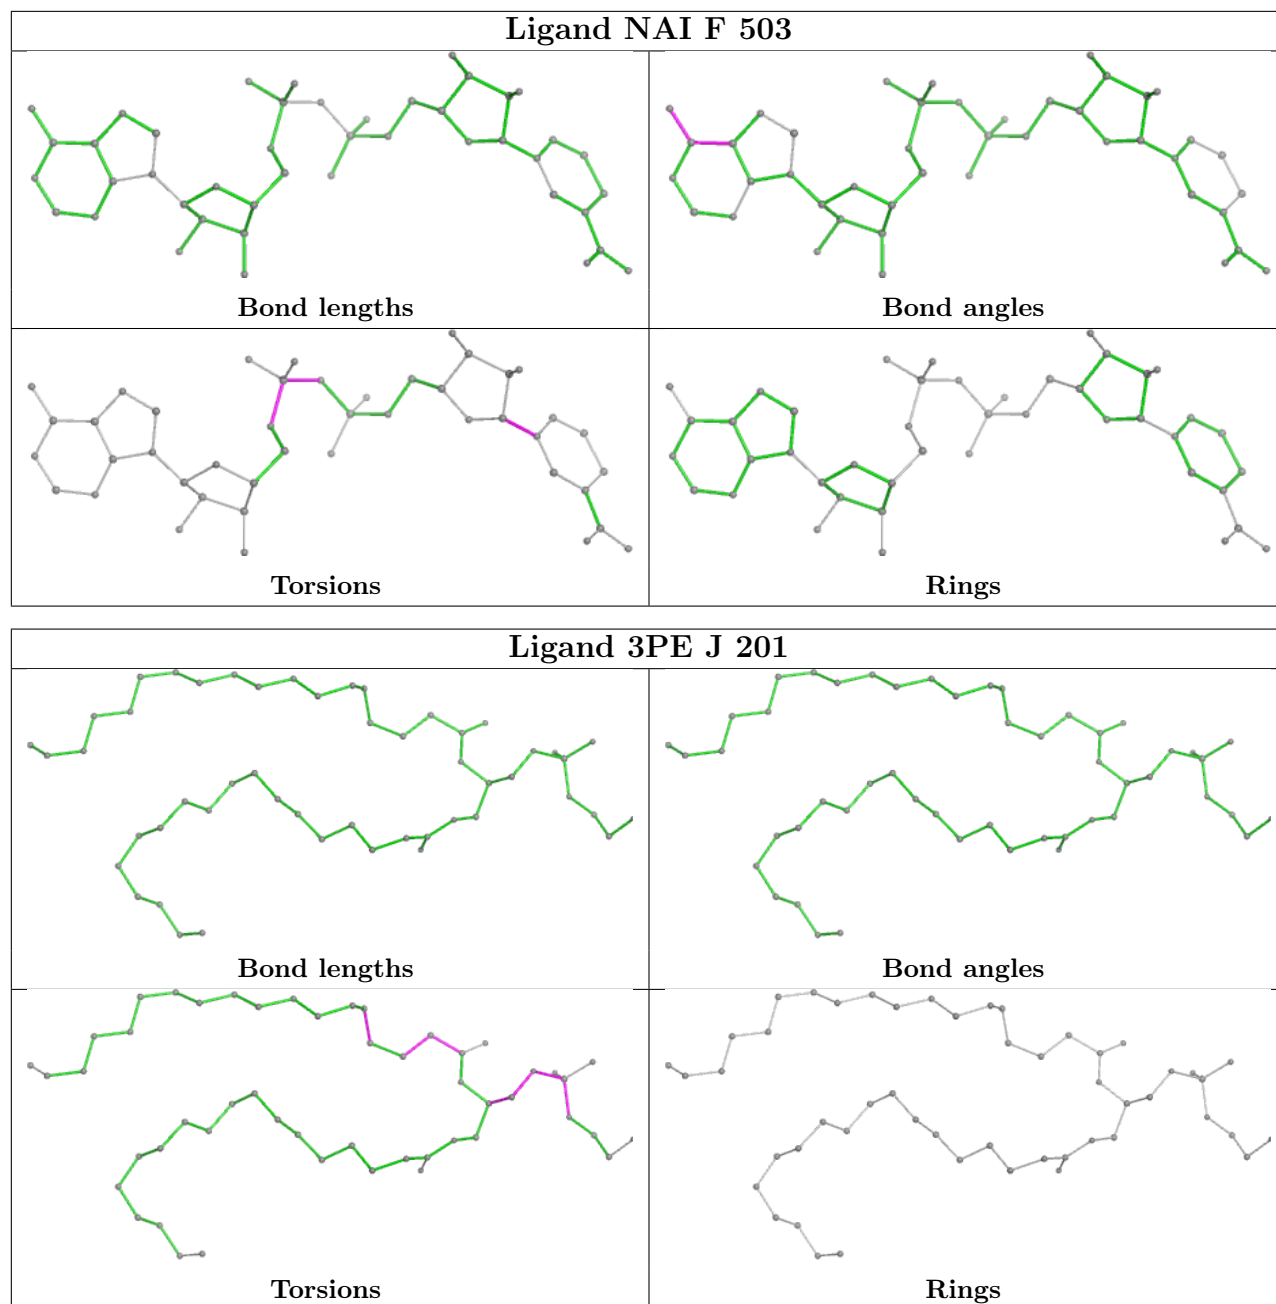 Ligand NAI F 503
Bond lengths
Bond angles
Torsions
Rings
Ligand 3PE J 201
Bond lengths
Bond angles
Torsions
Rings